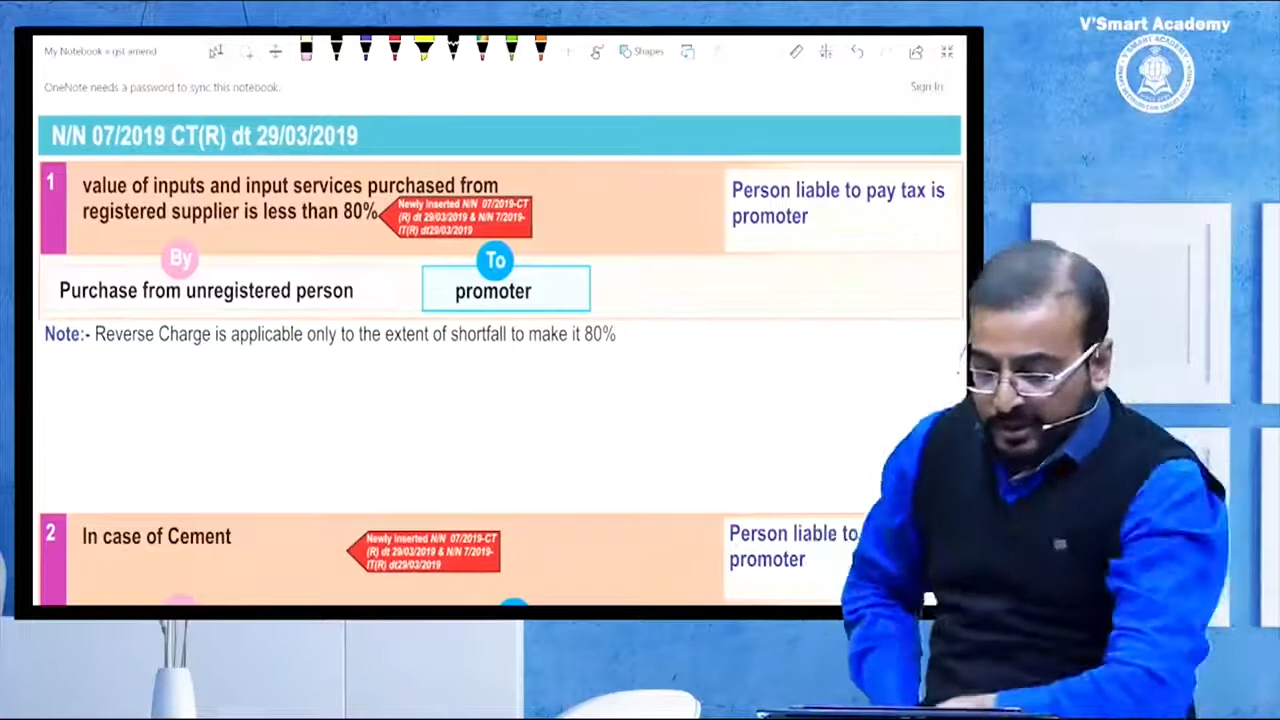 V'Smart Academy
My Notebook » gst amend
Shapes
OneNote needs a password to sync this notebook.
Sign In
N/N 07/2019 CT(R) dt 29/03/2019
1
value of inputs and input services purchased from
registered supplier is less than 80%
Newly Inserted N/N 07/2019-CT
(R) dt 29/03/2019 & N/N 7/2019-
IT(R) dt29/03/2019
Person liable to pay tax is
promoter
By
To
Purchase from unregistered person
promoter
Note:- Reverse Charge is applicable only to the extent of shortfall to make it 80%
2
In case of Cement
Newly Inserted N/N 07/2019-CT
(R) dt 29/03/2019 & N/N 7/2019-
IT(R) dt29/03/2019
Person liable to
promoter